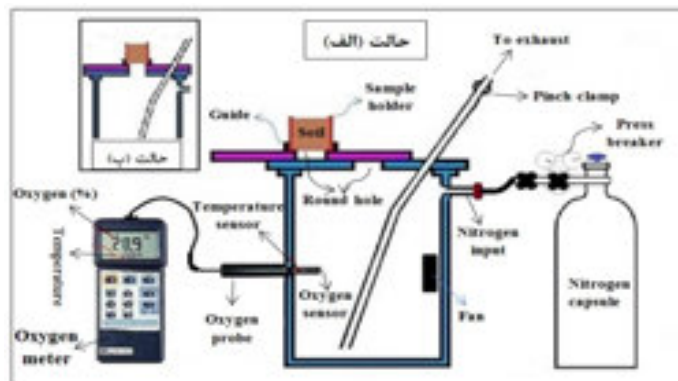 حالت (الف)
To exhaust
Pinch clamp
Sample
holder
Guide
Soil
Press
breaker
حالت (ب)
Oxygen (%)
Temperature
sensor
Round hole
Nitrogen
input
20.9
Temperature
Oxygen
sensor
Oxygen
probe
Fan
Nitrogen
capsule
Oxygen
meter